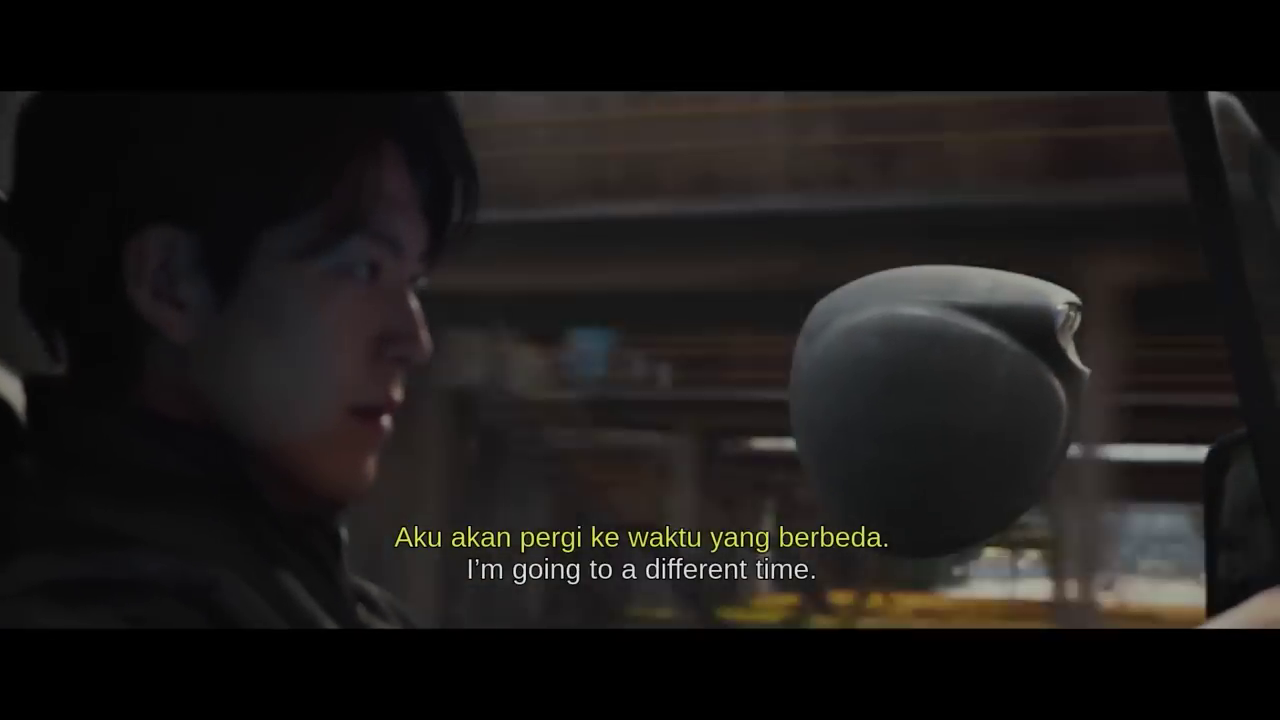 Aku akan pergi ke waktu yang berbeda.
I'm going to a different time.